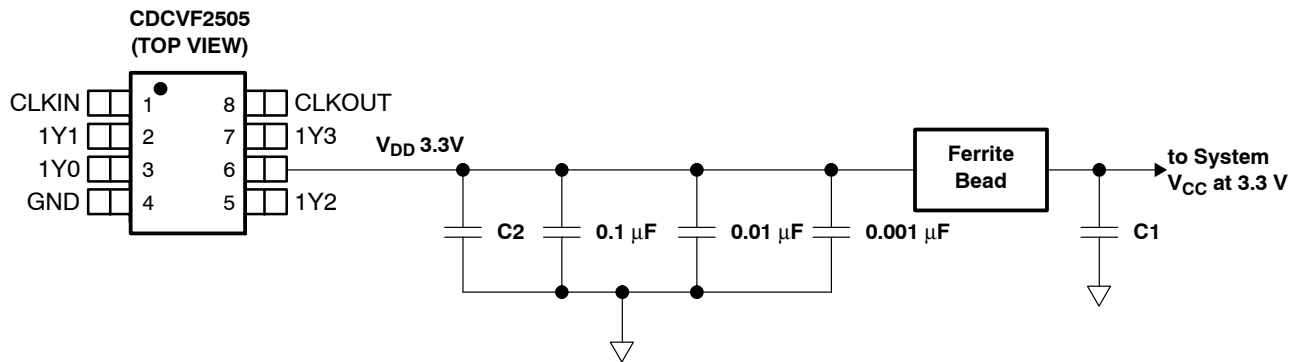 CDCVF2505
(TOP VIEW)
CLKIN 1 8 CLKOUT
1Y1 2 7 1Y3
1Y0 3 6
GND 4 5 1Y2
VDD 3.3V
Ferrite
Bead
to System
VCC at 3.3 V
C2
0.1 μF
0.01 μF
0.001 μF
C1